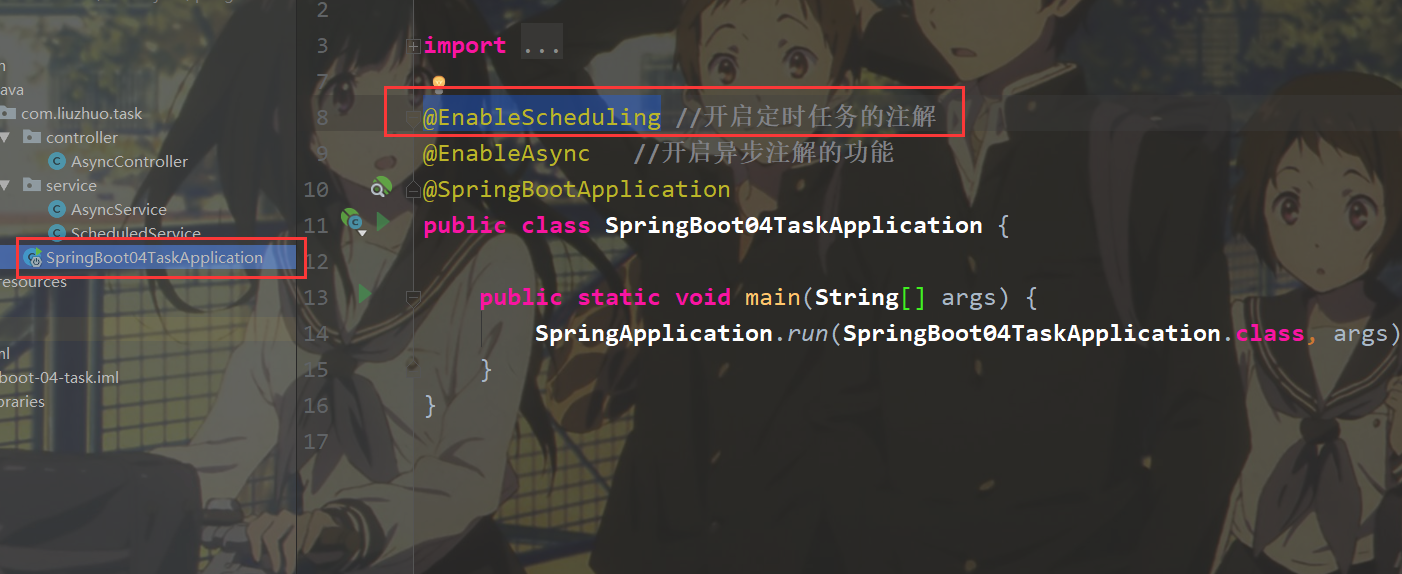 com.liuzhuo.task
controller
AsyncController
service
AsyncService
ScheduledService
SpringBoot04TaskApplication
resources
boot-04-task.iml
2
3 import ...
7
8 @EnableScheduling //开启定时任务的注解
9 @EnableAsync //开启异步注解的功能
10 @SpringBootApplication
11 public class SpringBoot04TaskApplication {
12
13 public static void main(String[] args) {
14 SpringApplication.run(SpringBoot04TaskApplication.class, args)
15 }
16 }
17